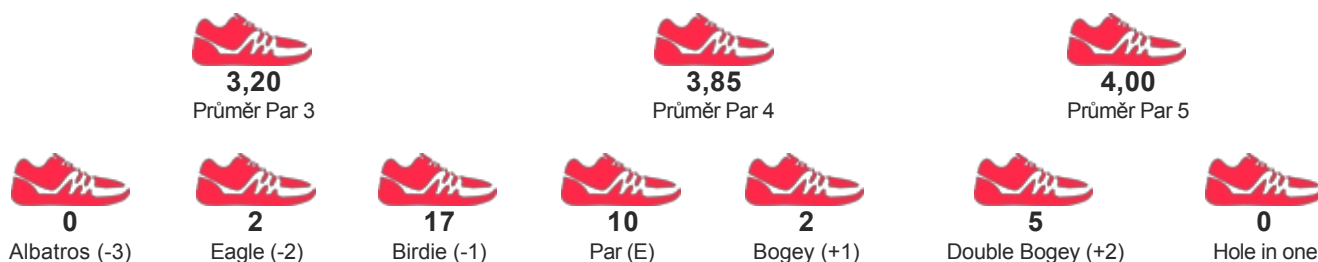 3,20 3,85 4,00
Průměr Par 3 Průměr Par 4 Průměr Par 5
0 2 17 10 2 5 0
Albatros (-3) Eagle (-2) Birdie (-1) Par (E) Bogey (+1) Double Bogey (+2) Hole in one